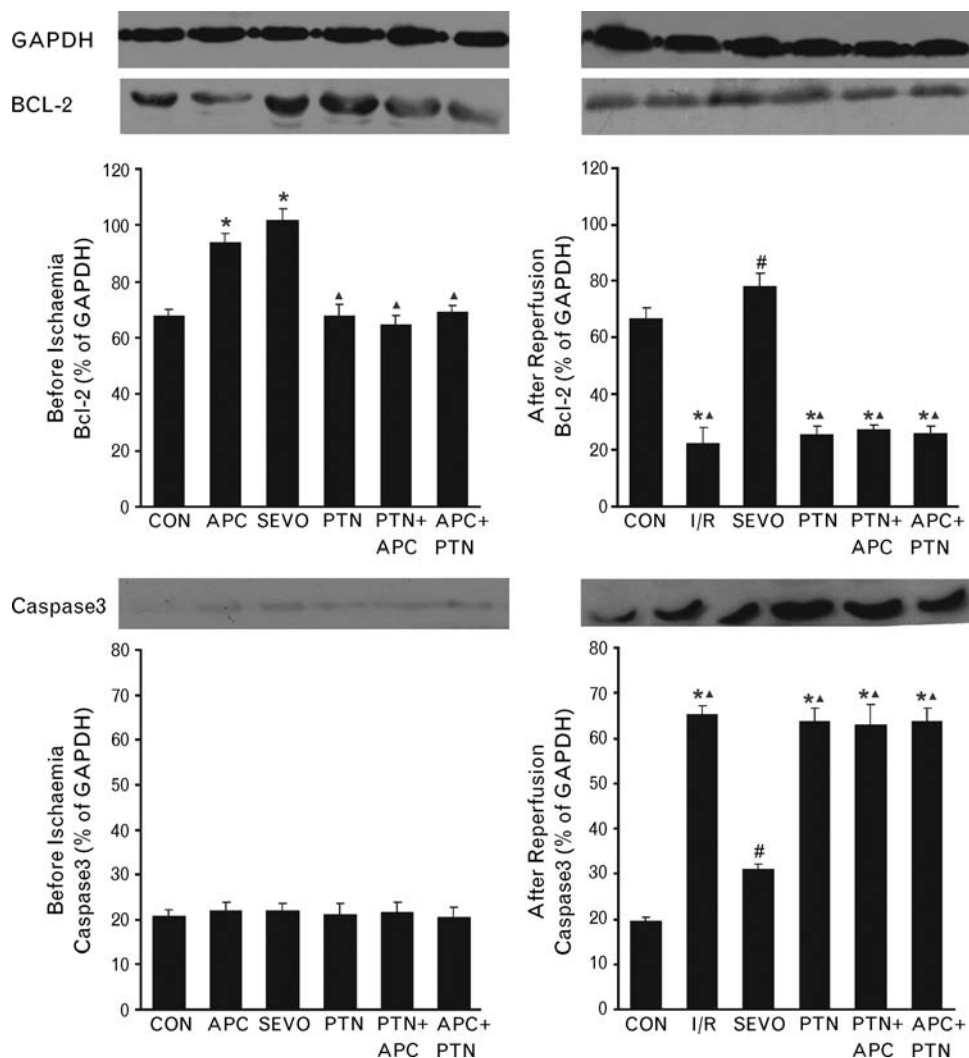 GAPDH
BCL-2
Before Ischaemia
Bcl-2 (% of GAPDH)
120
100
80
60
40
20
0
*
*
▲
▲
▲
CON APC SEVO PTN PTN+ APC+
APC PTN
After Reperfusion
Bcl-2 (% of GAPDH)
120
100
80
60
40
20
0
*▲
#
*▲
*▲
*▲
CON I/R SEVO PTN PTN+ APC+
APC PTN
Caspase3
Before Ischaemia
Caspase3 (% of GAPDH)
80
70
60
50
40
30
20
10
0
CON APC SEVO PTN PTN+ APC+
APC PTN
After Reperfusion
Caspase3 (% of GAPDH)
80
70
60
50
40
30
20
10
0
*▲
#
*▲
*▲
*▲
CON I/R SEVO PTN PTN+ APC+
APC PTN